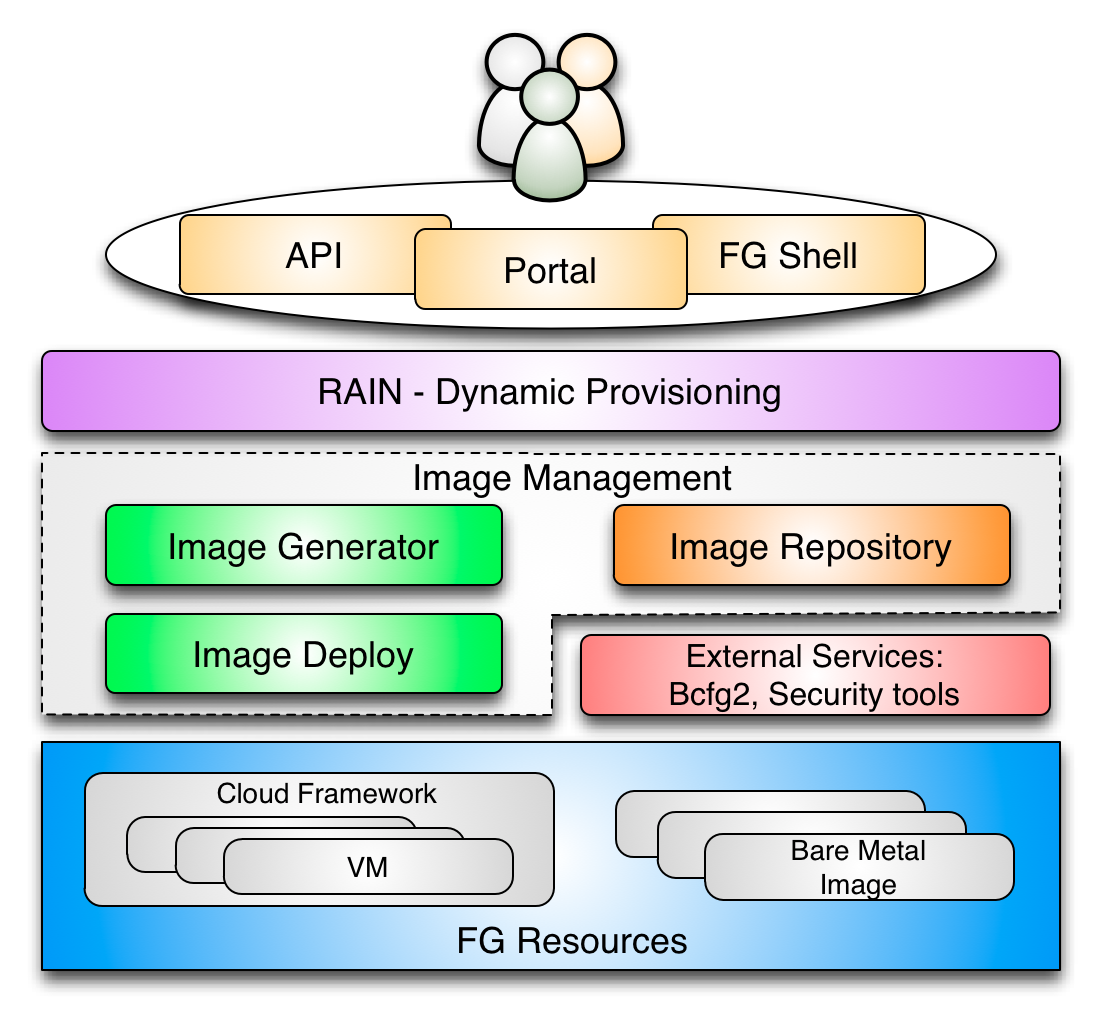 API
Portal
FG Shell
RAIN - Dynamic Provisioning
Image Management
Image Generator
Image Repository
Image Deploy
External Services:
Bcfg2, Security tools
Cloud Framework
VM
Bare Metal
Image
FG Resources